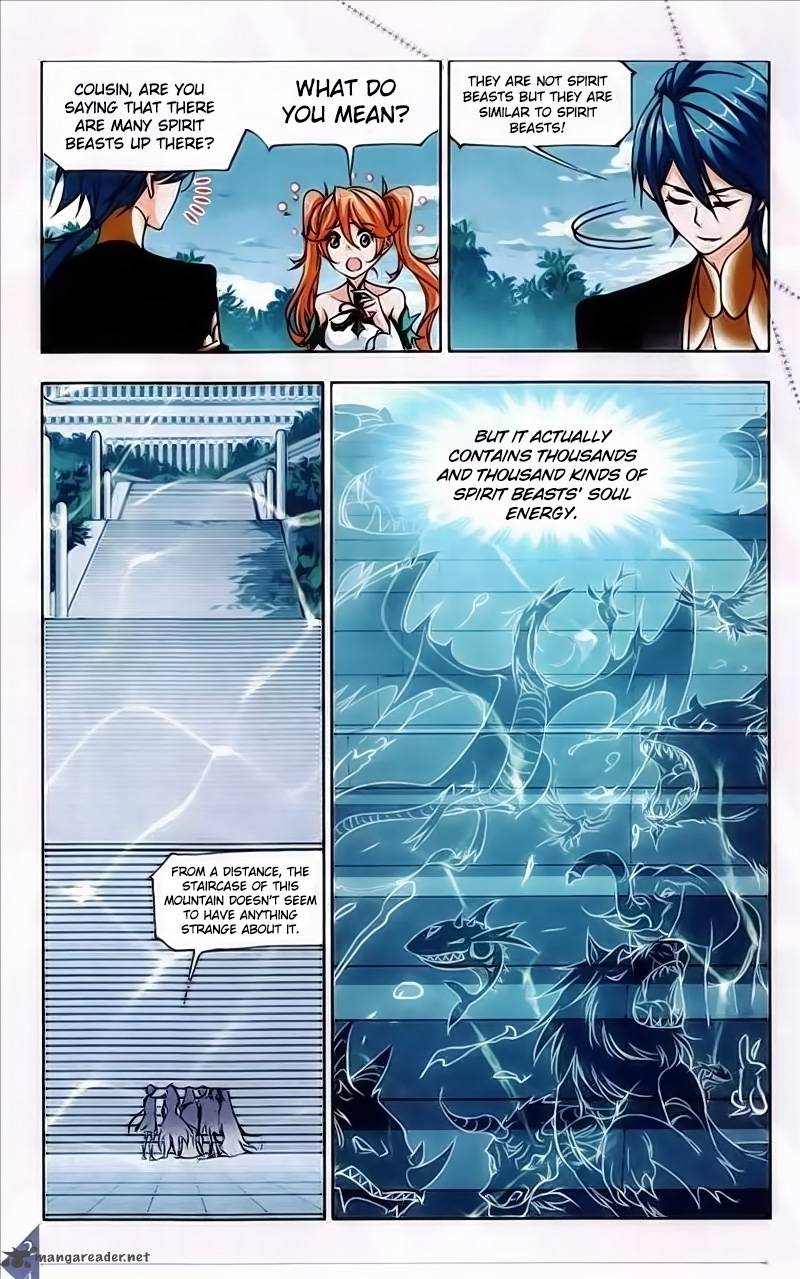 COUSIN, ARE YOU
SAYING THAT THERE
ARE MANY SPIRIT
BEASTS UP THERE?
WHAT DO
YOU MEAN?
THEY ARE NOT SPIRIT
BEASTS BUT THEY ARE
SIMILAR TO SPIRIT
BEASTS!
FROM A DISTANCE, THE
STAIRCASE OF THIS
MOUNTAIN DOESN'T SEEM
TO HAVE ANYTHING
STRANGE ABOUT IT.
BUT IT ACTUALLY
CONTAINS THOUSANDS
AND THOUSAND KINDS OF
SPIRIT BEASTS' SOUL
ENERGY.
2
mangareader.net